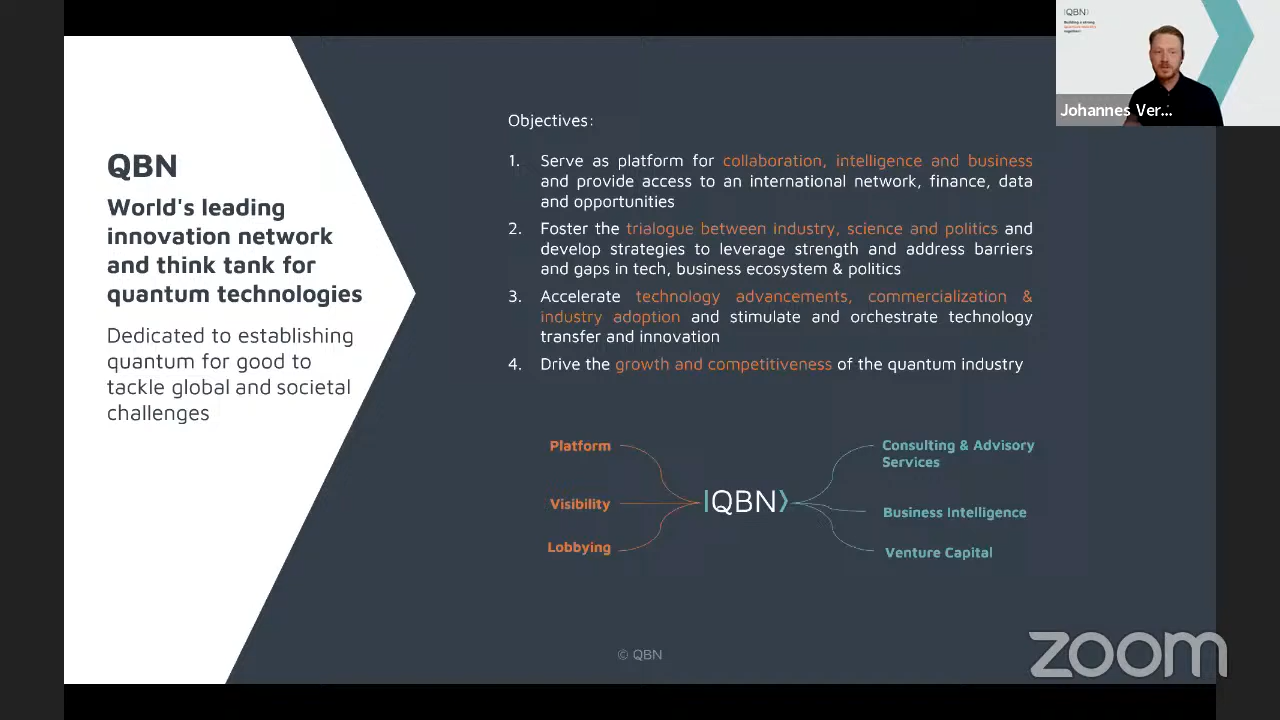 QBN
World's leading
innovation network
and think tank for
quantum technologies
Dedicated to establishing
quantum for good to
tackle global and societal
challenges
Objectives:
1. Serve as platform for collaboration, intelligence and business
and provide access to an international network, finance, data
and opportunities
2. Foster the trialogue between industry, science and politics and
develop strategies to leverage strength and address barriers
and gaps in tech, business ecosystem & politics
3. Accelerate technology advancements, commercialization &
industry adoption and stimulate and orchestrate technology
transfer and innovation
4. Drive the growth and competitiveness of the quantum industry
Platform
Visibility
Lobbying
|QBN⟩
Consulting & Advisory
Services
Business Intelligence
Venture Capital
© QBN
|QBN⟩
Building a strong
together!
Johannes Ver...
zoom